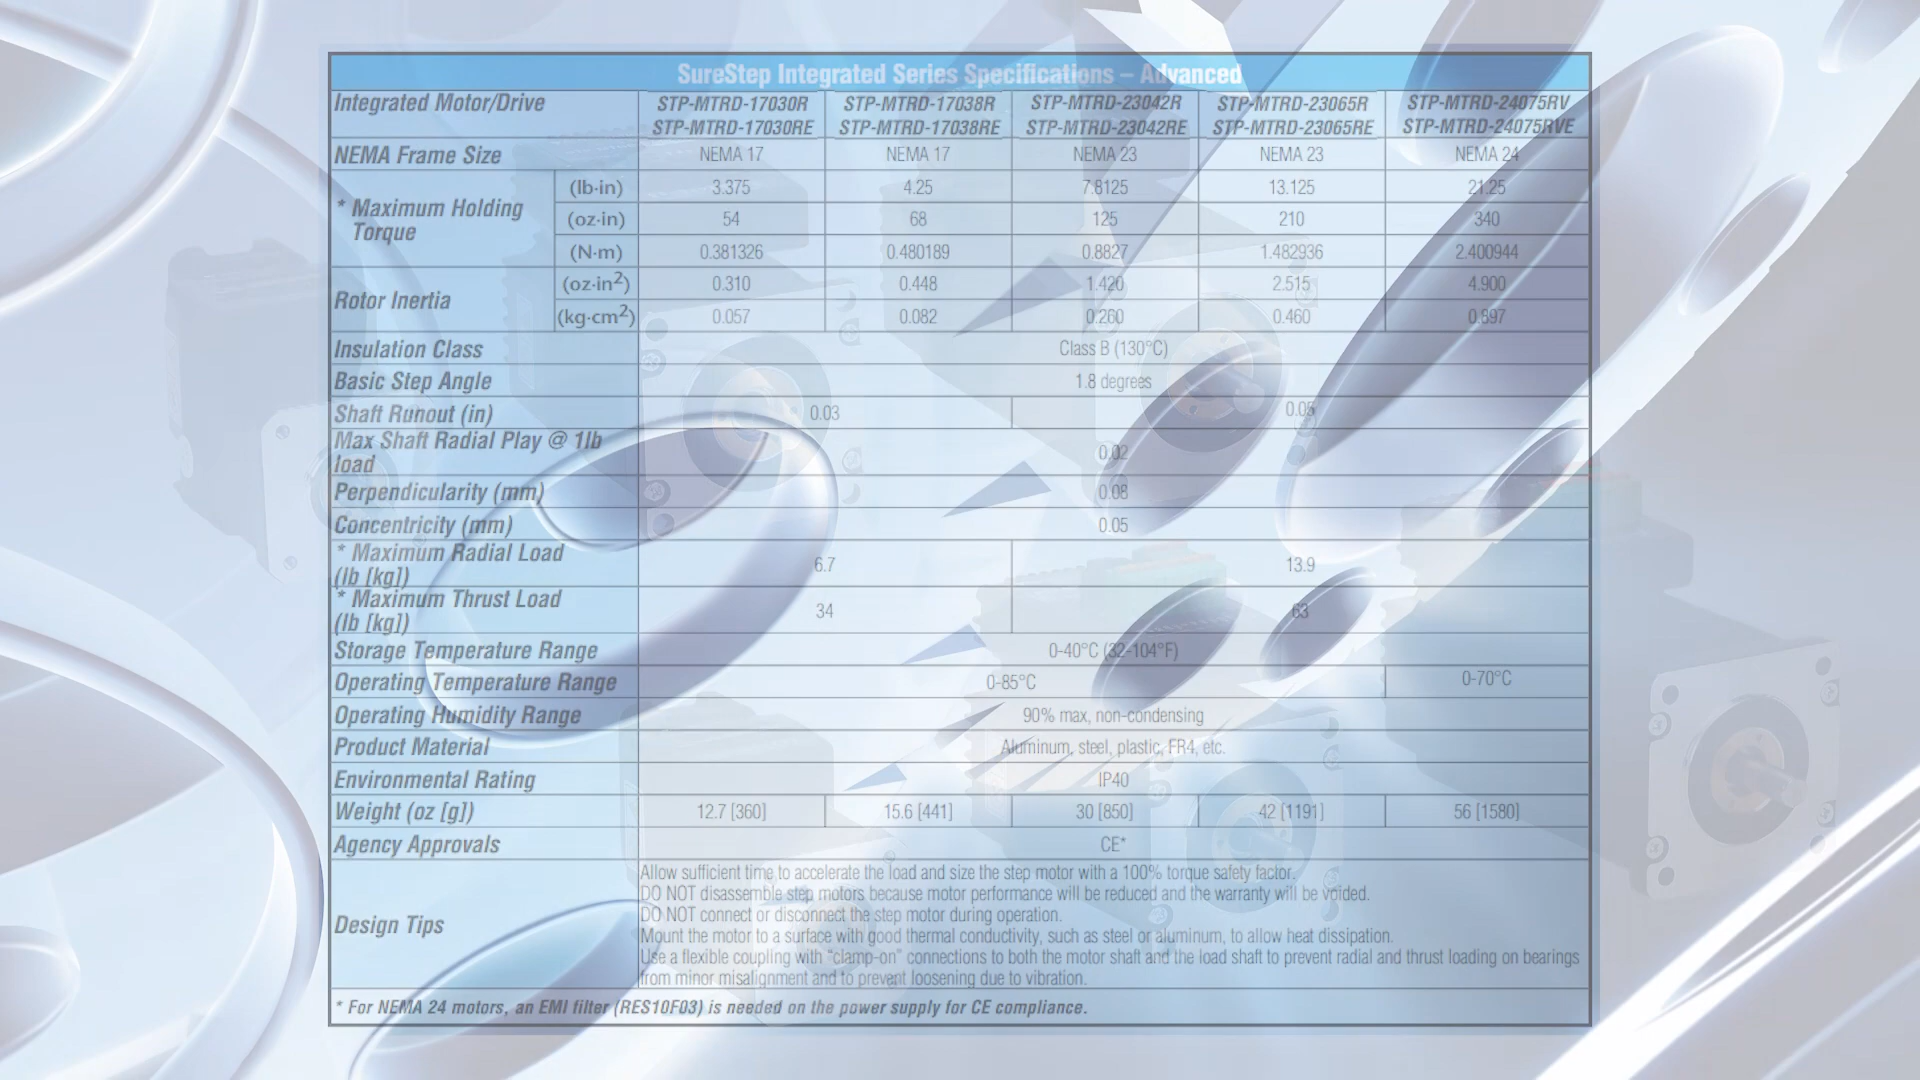 SureStep Integrated Series Specifications – Advanced
Integrated Motor/Drive
STP-MTRD-17030R STP-MTRD-17038R STP-MTRD-23042R STP-MTRD-23065R STP-MTRD-24075RV
STP-MTRD-17030RE STP-MTRD-17038RE STP-MTRD-23042RE STP-MTRD-23065RE STP-MTRD-24075RVE
NEMA Frame Size NEMA 17 NEMA 17 NEMA 23 NEMA 23 NEMA 24
* Maximum Holding
Torque
(lb·in) 3.375 4.25 7.8125 13.125 21.25
(oz·in) 54 68 125 210 340
(N·m) 0.381326 0.480189 0.8827 1.482936 2.400944
Rotor Inertia
(oz·in²) 0.310 0.448 1.420 2.515 4.900
(kg·cm²) 0.057 0.082 0.260 0.460 0.897
Insulation Class Class B (130°C)
Basic Step Angle 1.8 degrees
Shaft Runout (in) 0.03 0.05
Max Shaft Radial Play @ 1lb
load
0.02
Perpendicularity (mm) 0.08
Concentricity (mm) 0.05
* Maximum Radial Load
(lb [kg])
6.7 13.9
* Maximum Thrust Load
(lb [kg])
34 63
Storage Temperature Range 0-40°C (32-104°F)
Operating Temperature Range 0-85°C 0-70°C
Operating Humidity Range 90% max, non-condensing
Product Material Aluminum, steel, plastic, FR4, etc.
Environmental Rating IP40
Weight (oz [g]) 12.7 [360] 15.6 [441] 30 [850] 42 [1191] 56 [1580]
Agency Approvals CE*
Design Tips
Allow sufficient time to accelerate the load and size the step motor with a 100% torque safety factor.
DO NOT disassemble step motors because motor performance will be reduced and the warranty will be voided.
DO NOT connect or disconnect the step motor during operation.
Mount the motor to a surface with good thermal conductivity, such as steel or aluminum, to allow heat dissipation.
Use a flexible coupling with "clamp-on" connections to both the motor shaft and the load shaft to prevent radial and thrust loading on bearings
from minor misalignment and to prevent loosening due to vibration.
* For NEMA 24 motors, an EMI filter (RES10F03) is needed on the power supply for CE compliance.